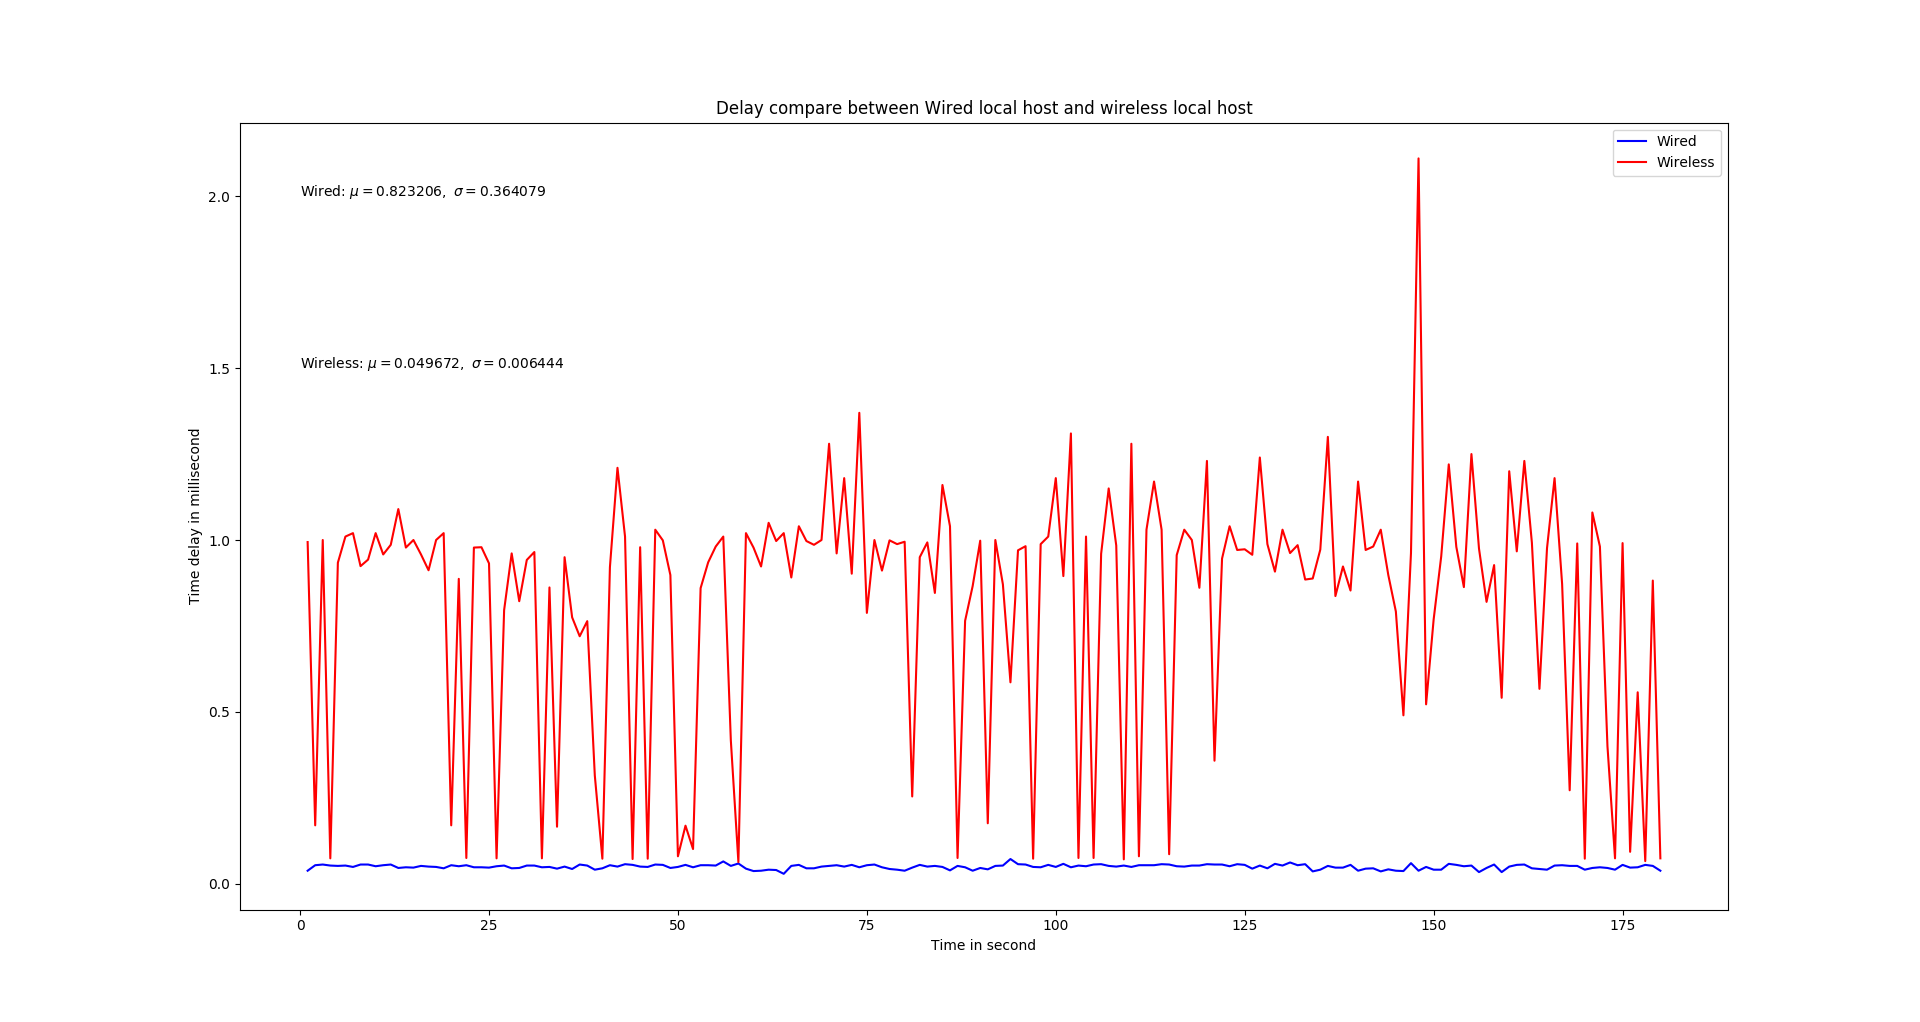 Delay compare between Wired local host and wireless local host
Wired
Wireless
Wired: μ = 0.823206, σ = 0.364079
Wireless: μ = 0.049672, σ = 0.006444
Time delay in millisecond
2.0
1.5
1.0
0.5
0.0
0 25 50 75 100 125 150 175
Time in second